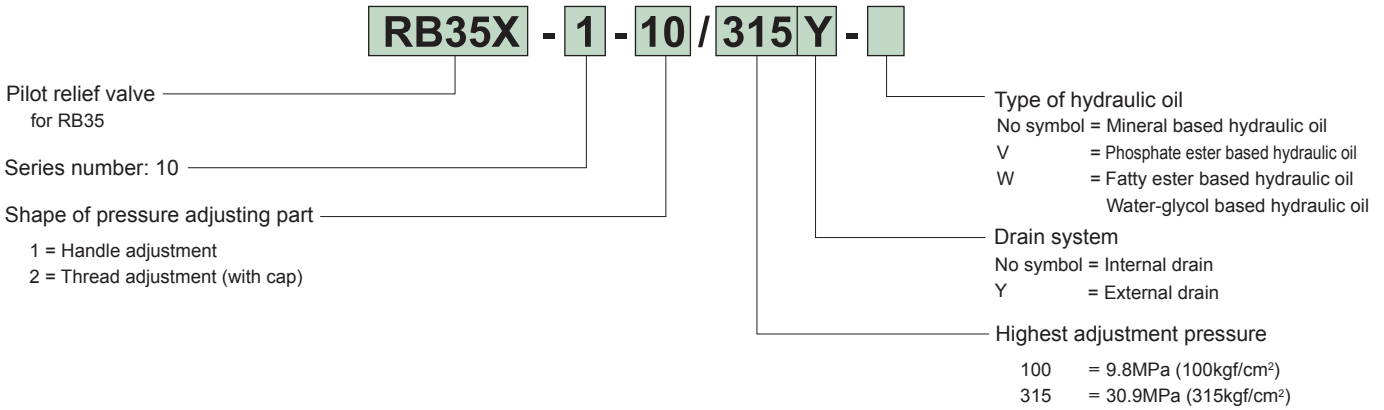 RB35X - 1 - 10 / 315 Y -
Pilot relief valve
for RB35
Series number: 10
Shape of pressure adjusting part
1 = Handle adjustment
2 = Thread adjustment (with cap)
Type of hydraulic oil
No symbol = Mineral based hydraulic oil
V = Phosphate ester based hydraulic oil
W = Fatty ester based hydraulic oil
Water-glycol based hydraulic oil
Drain system
No symbol = Internal drain
Y = External drain
Highest adjustment pressure
100 = 9.8MPa (100kgf/cm²)
315 = 30.9MPa (315kgf/cm²)